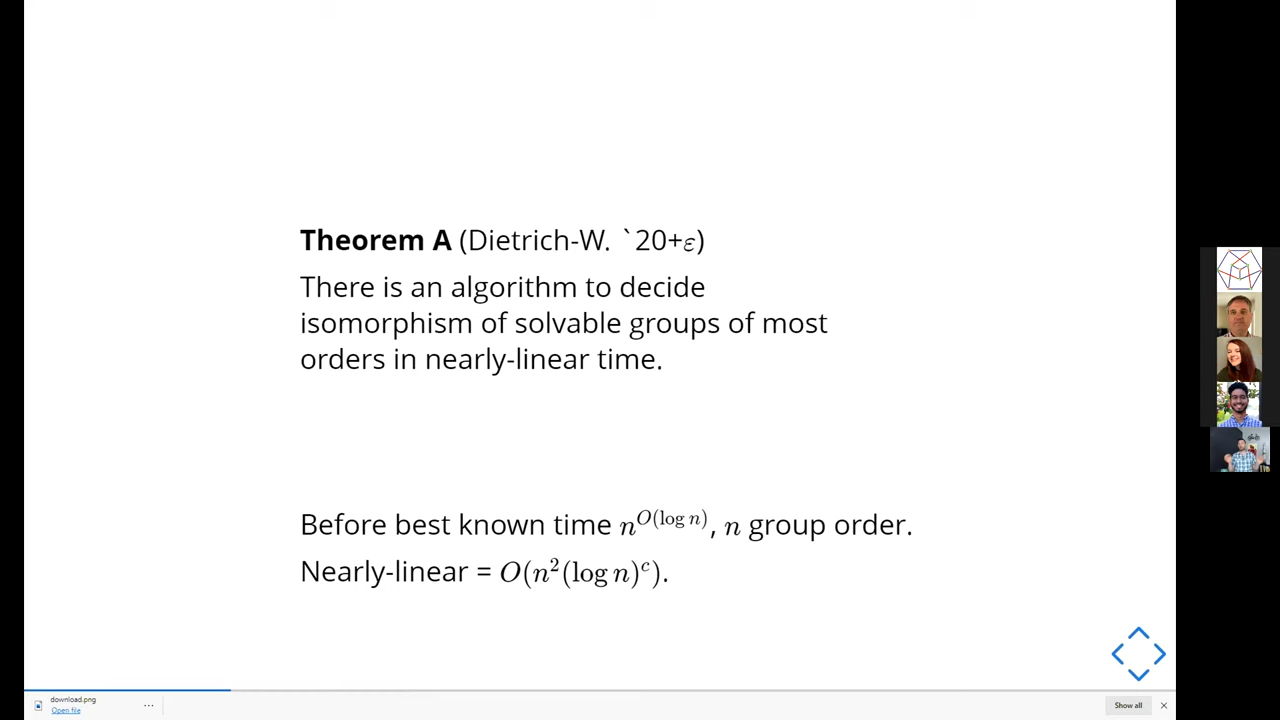 Theorem A (Dietrich-W. `20+ε)
There is an algorithm to decide
isomorphism of solvable groups of most
orders in nearly-linear time.
Before best known time n^{O(log n)}, n group order.
Nearly-linear = O(n²(log n)^c).
download.png
Open file
Show all